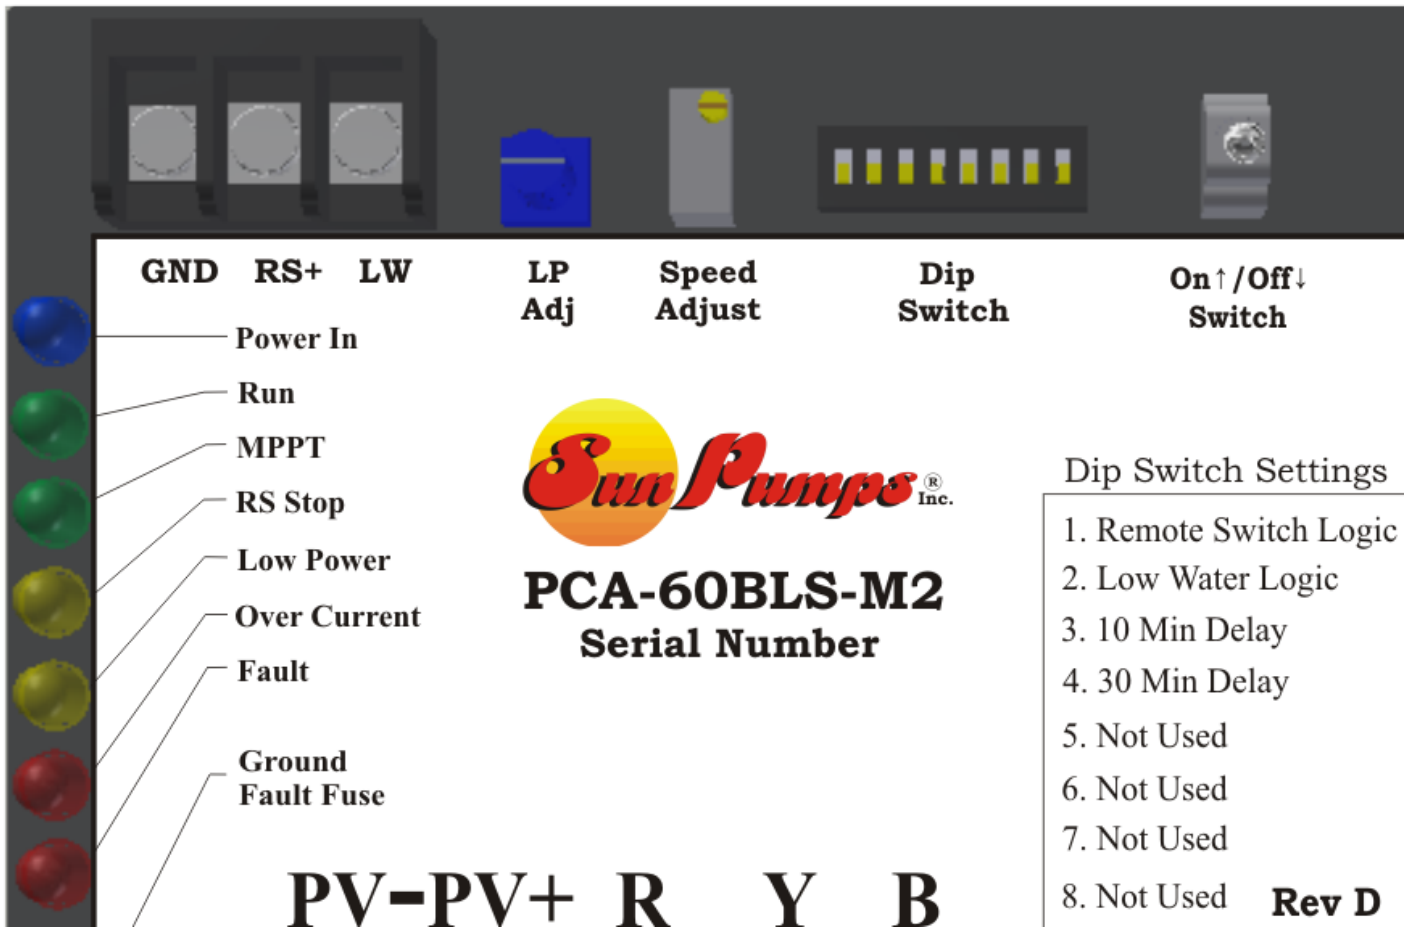 GND RS+ LW
LP
Adj
Speed
Adjust
Dip
Switch
On↑/Off↓
Switch
Power In
Run
MPPT
RS Stop
Low Power
Over Current
Fault
Ground
Fault Fuse
Sun Pumps® Inc.
PCA-60BLS-M2
Serial Number
Dip Switch Settings
1. Remote Switch Logic
2. Low Water Logic
3. 10 Min Delay
4. 30 Min Delay
5. Not Used
6. Not Used
7. Not Used
8. Not Used
Rev D
PV- PV+ R Y B